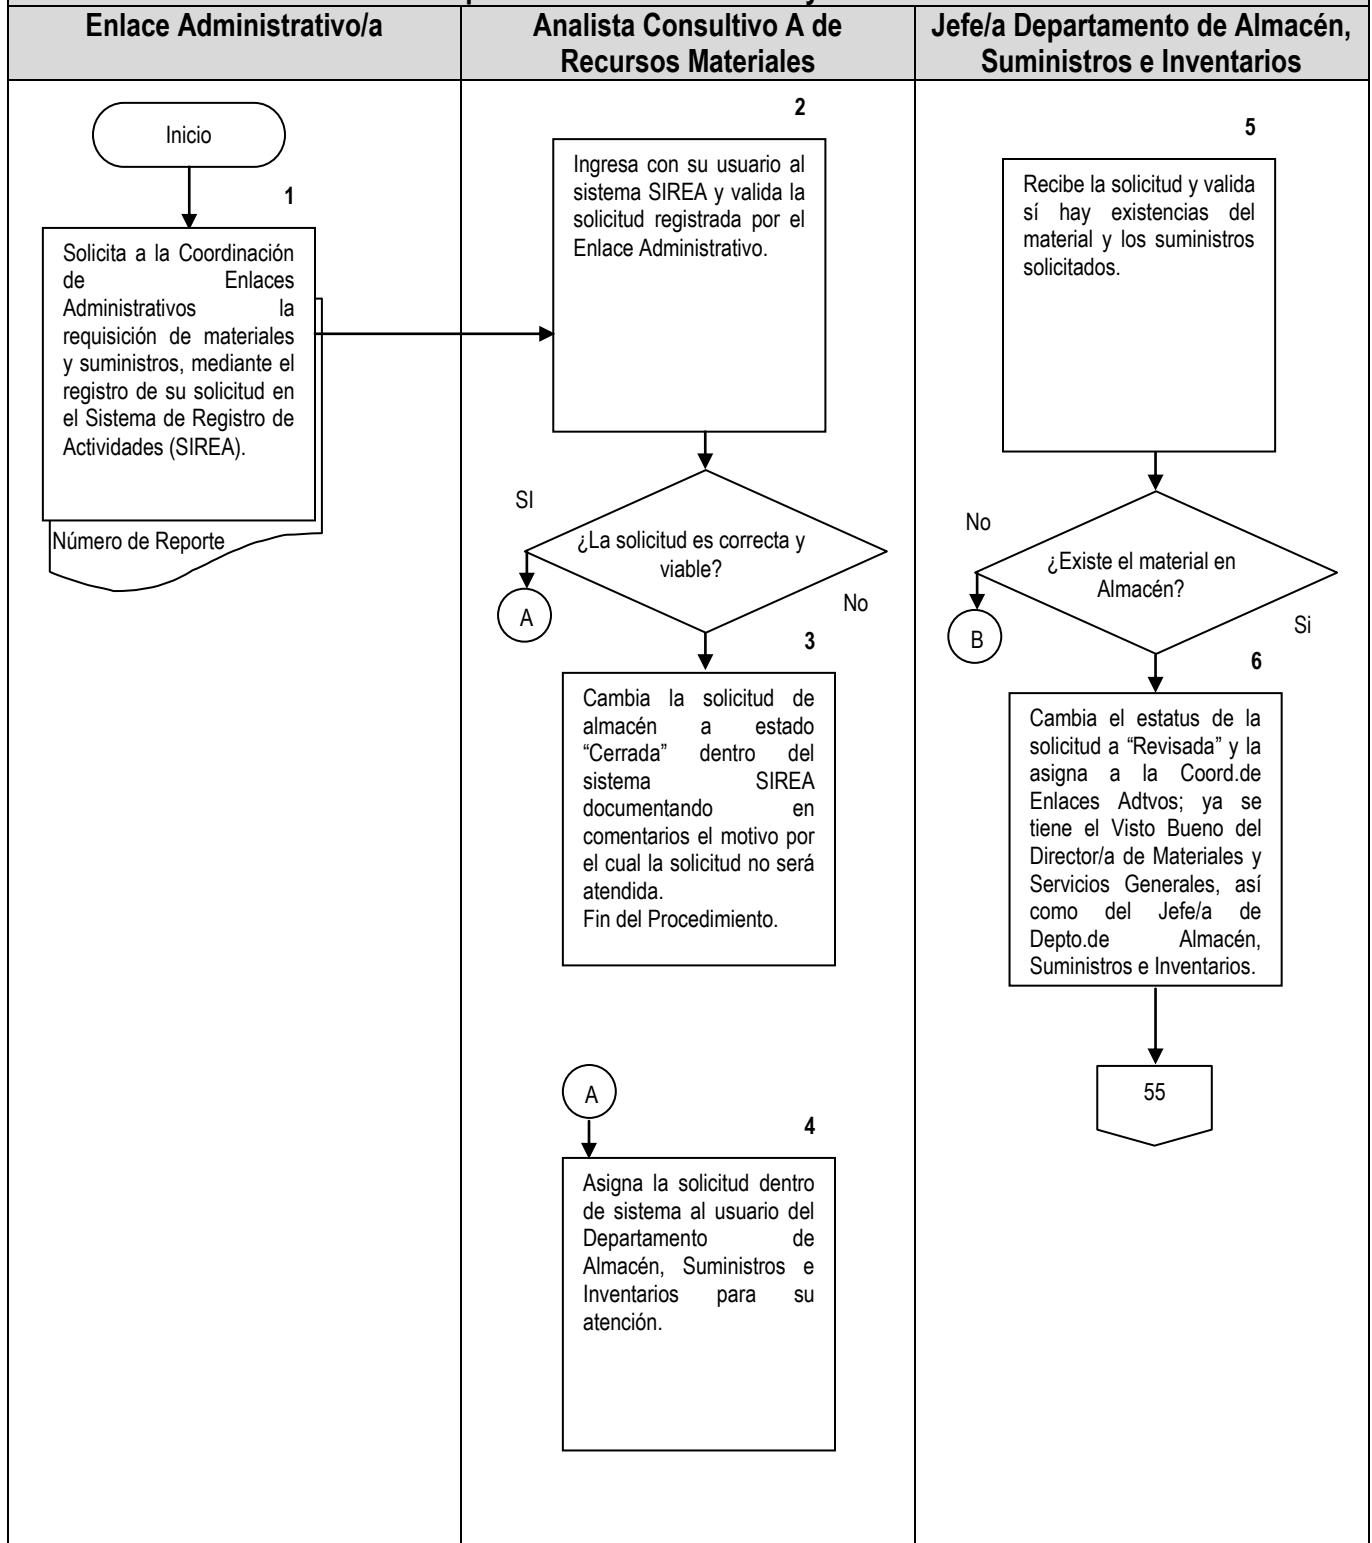 Enlace Administrativo/a
Analista Consultivo A de
Recursos Materiales
Jefe/a Departamento de Almacén,
Suministros e Inventarios
Inicio
1
Solicita a la Coordinación
de Enlaces
Administrativos la
requisición de materiales
y suministros, mediante el
registro de su solicitud en
el Sistema de Registro de
Actividades (SIREA).
Número de Reporte
2
Ingresa con su usuario al
sistema SIREA y valida la
solicitud registrada por el
Enlace Administrativo.
SI
¿La solicitud es correcta y
viable?
A
No
3
Cambia la solicitud de
almacén a estado
“Cerrada” dentro del
sistema SIREA
documentando en
comentarios el motivo por
el cual la solicitud no será
atendida.
Fin del Procedimiento.
A
4
Asigna la solicitud dentro
de sistema al usuario del
Departamento de
Almacén, Suministros e
Inventarios para su
atención.
5
Recibe la solicitud y valida
sí hay existencias del
material y los suministros
solicitados.
No
¿Existe el material en
Almacén?
B
Si
6
Cambia el estatus de la
solicitud a “Revisada” y la
asigna a la Coord.de
Enlaces Adtvos; ya se
tiene el Visto Bueno del
Director/a de Materiales y
Servicios Generales, así
como del Jefe/a de
Depto.de Almacén,
Suministros e Inventarios.
55